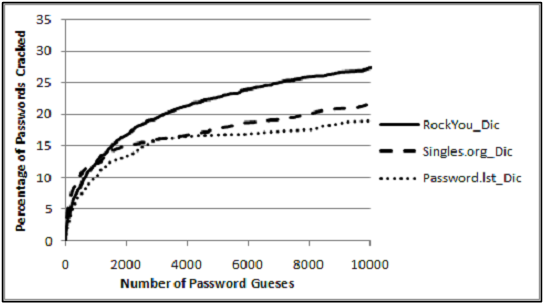 Percentage of Passwords Cracked
35
30
25
20
15
10
5
0
0 2000 4000 6000 8000 10000
Number of Password Gueses
RockYou_Dic
Singles.org_Dic
Password.lst_Dic